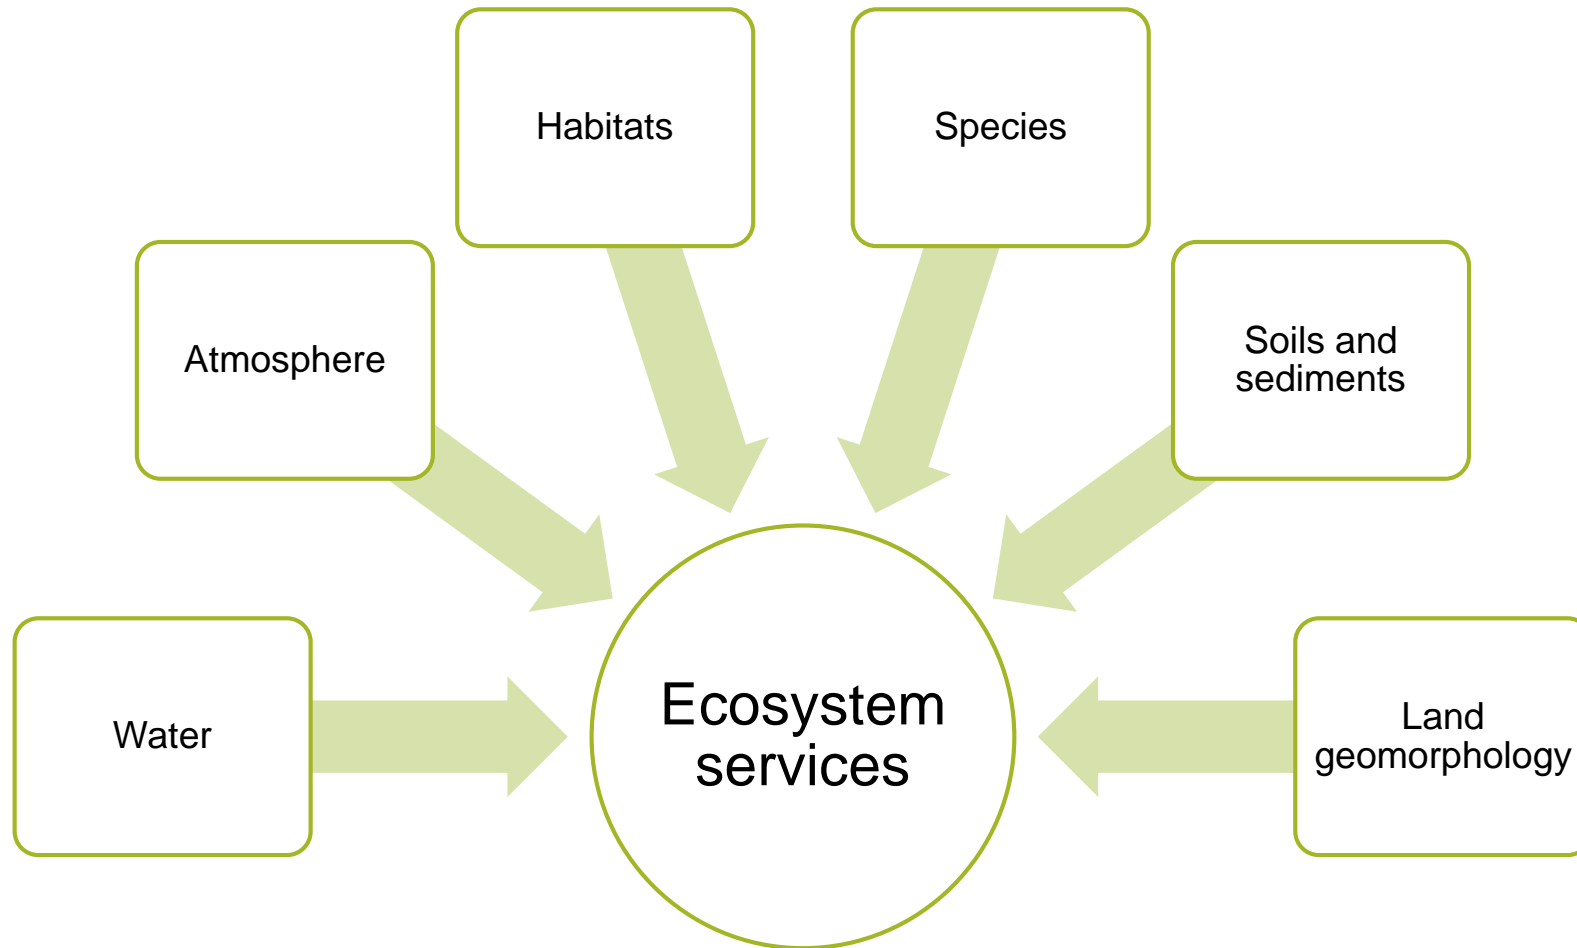 Habitats
Species
Atmosphere
Soils and
sediments
Water
Ecosystem
services
Land
geomorphology